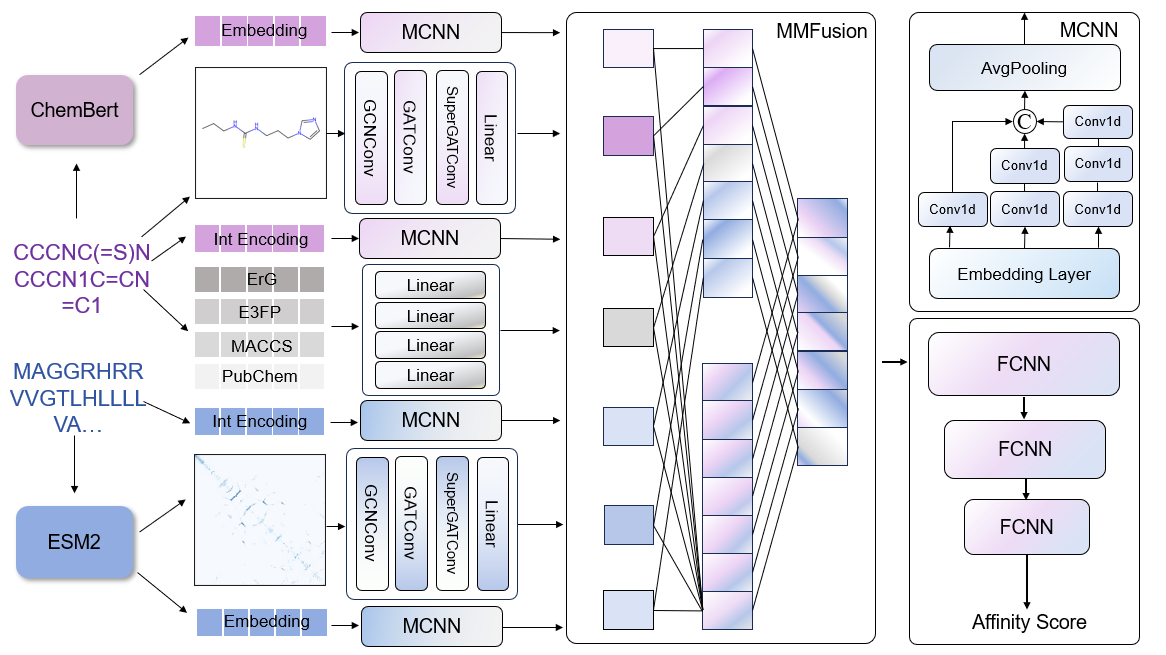 Embedding
MCNN
ChemBert
N
H
S
H
N
N
N
GCNConv
GATConv
SuperGATConv
Linear
CCCNC(=S)N
CCCN1C=CN
=C1
Int Encoding
MCNN
ErG
E3FP
MACCS
PubChem
Linear
Linear
Linear
Linear
MAGGRHRR
VVGTLHLLLL
VA...
Int Encoding
MCNN
ESM2
GCNConv
GATConv
SuperGATConv
Linear
Embedding
MCNN
MMFusion
MCNN
AvgPooling
C
Conv1d
Conv1d
Conv1d
Conv1d
Conv1d
Conv1d
Embedding Layer
FCNN
FCNN
FCNN
Affinity Score